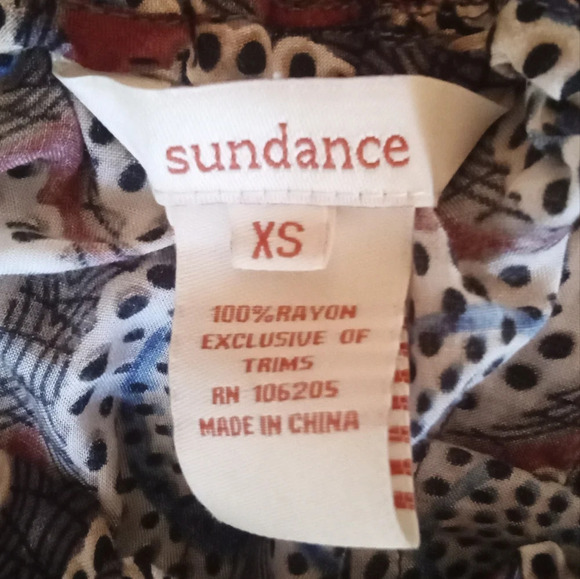 sundance
XS
100%RAYON
EXCLUSIVE OF
TRIMS
RN 106205
MADE IN CHINA